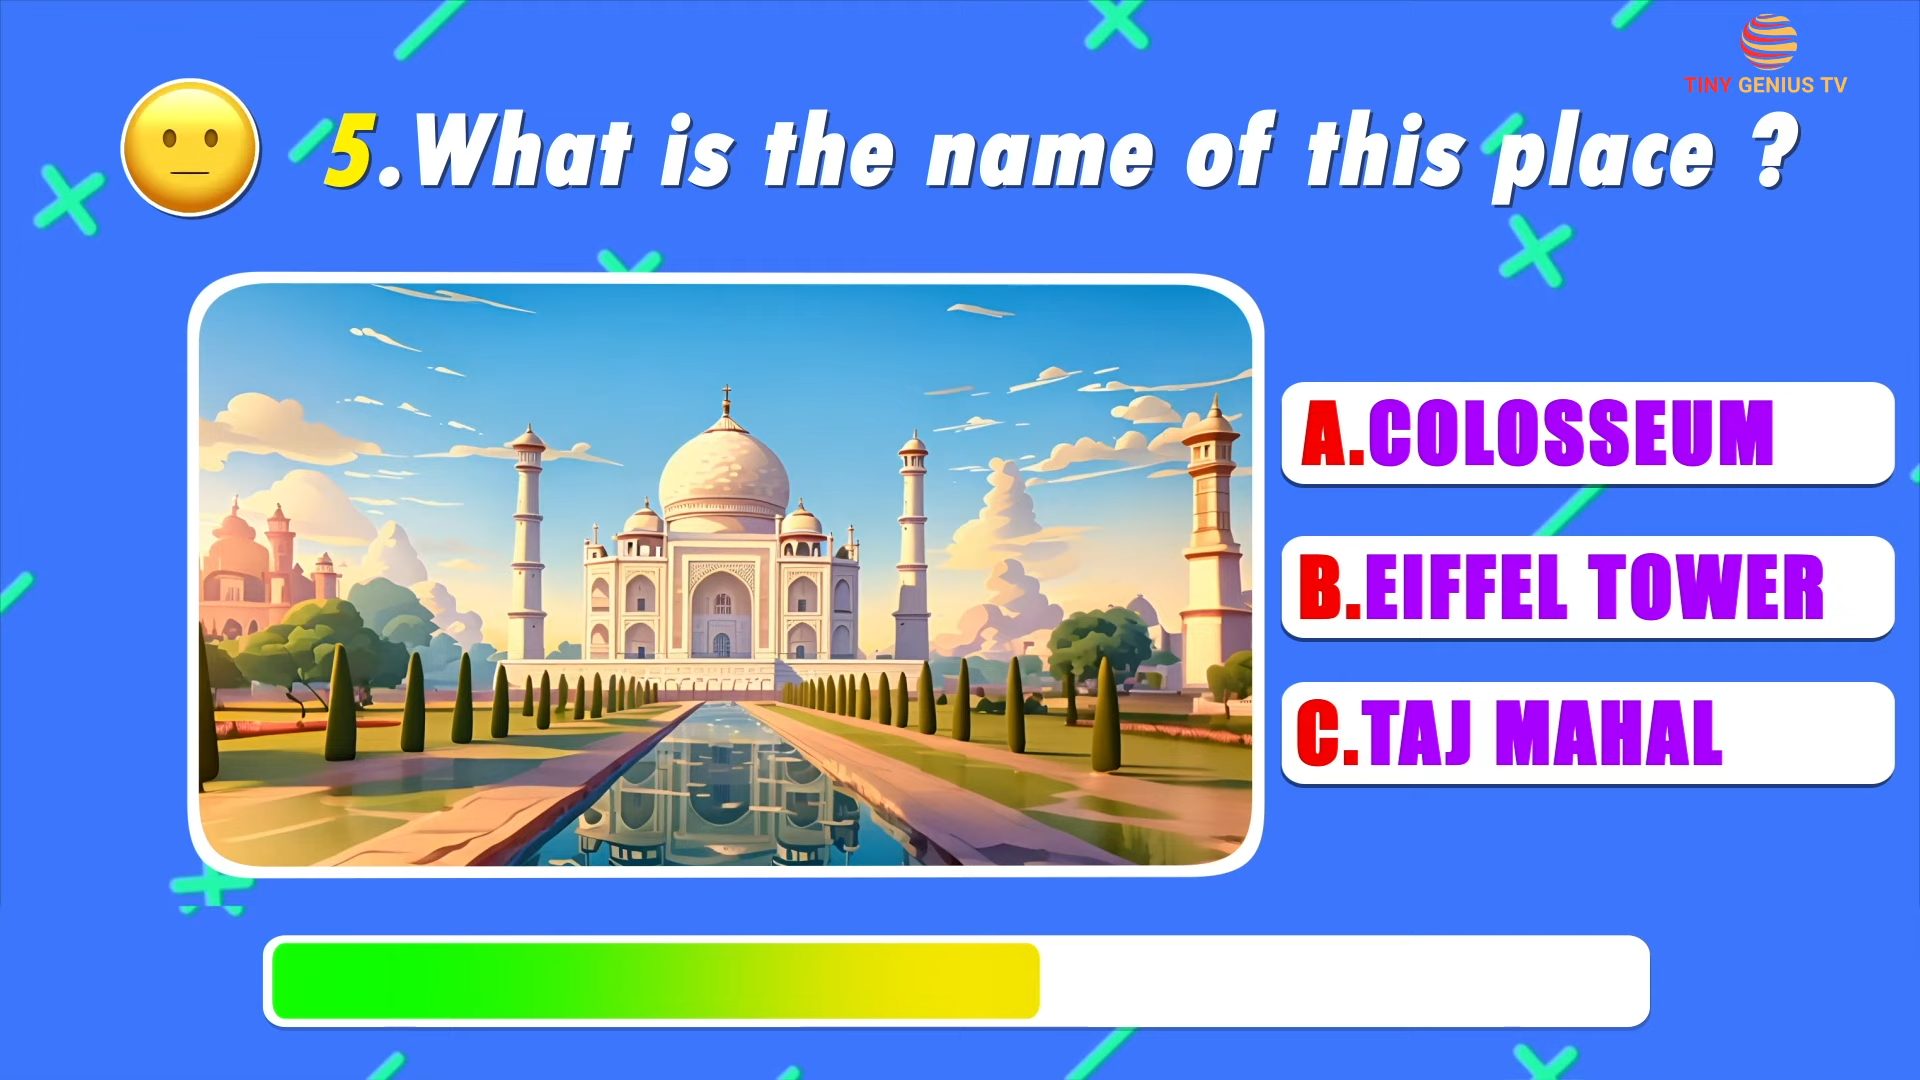 TINY GENIUS TV
5.What is the name of this place ?
A.COLOSSEUM
B.EIFFEL TOWER
C.TAJ MAHAL